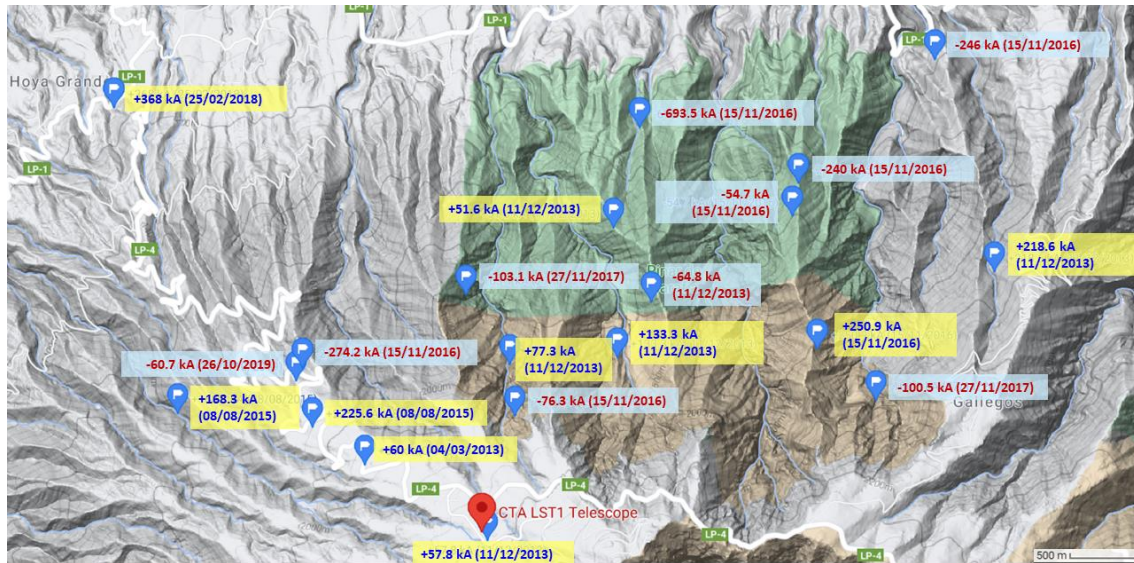 LP-1
LP-1
-246 kA (15/11/2016)
Hoya Grand
LP-1
+368 kA (25/02/2018)
-693.5 kA (15/11/2016)
LP-1
-240 kA (15/11/2016)
-54.7 kA
(15/11/2016)
+51.6 kA (11/12/2013)
LP-4
+218.6 kA
(11/12/2013)
-103.1 kA (27/11/2017)
-64.8 kA
(11/12/2013)
+250.9 kA
(15/11/2016)
+133.3 kA
(11/12/2013)
+77.3 kA
(11/12/2013)
-274.2 kA (15/11/2016)
-60.7 kA (26/10/2019)
-100.5 kA (27/11/2017)
Gallegos
+168.3 kA
(08/08/2015)
-76.3 kA (15/11/2016)
+225.6 kA (08/08/2015)
+60 kA (04/03/2013)
LP-4
LP-4
CTA LST1 Telescope
LP-4
+57.8 kA (11/12/2013)
LP-4
500 m